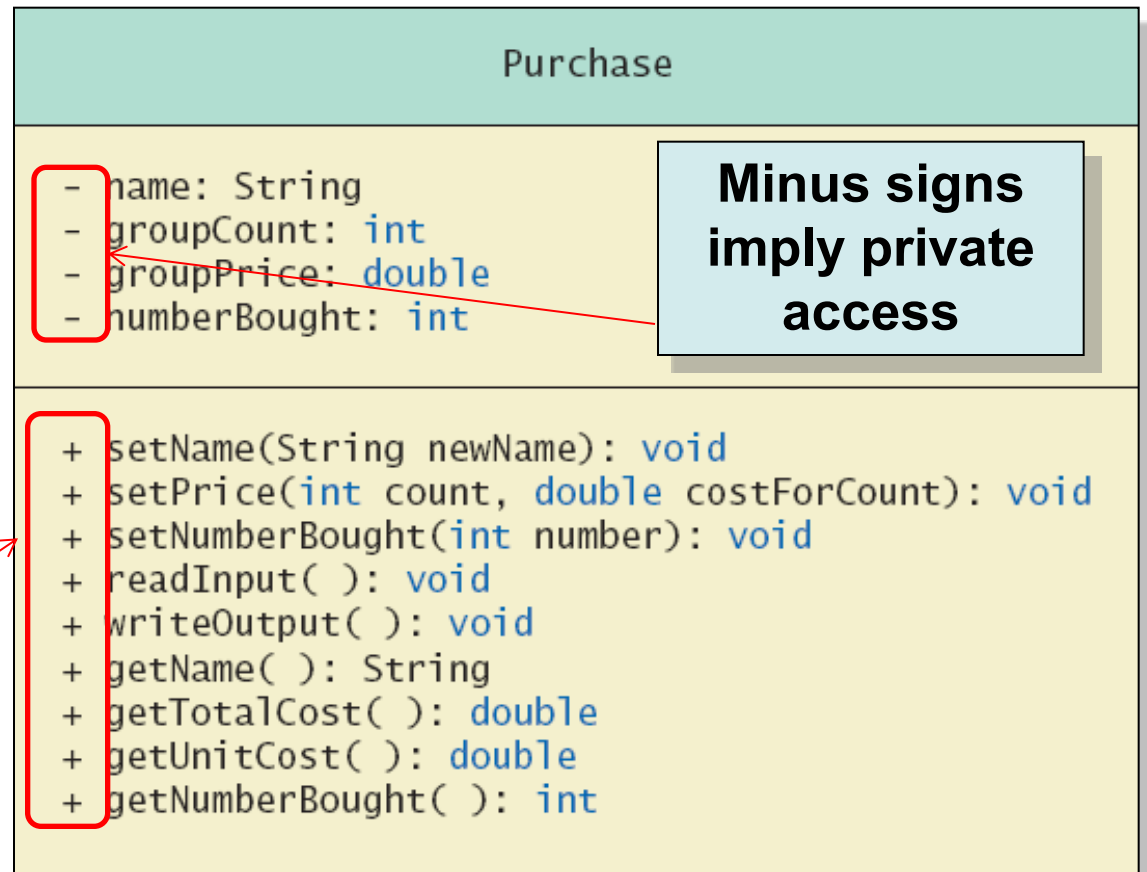 Purchase
- name: String
- groupCount: int
- groupPrice: double
- numberBought: int
Minus signs
imply private
access
+ setName(String newName): void
+ setPrice(int count, double costForCount): void
+ setNumberBought(int number): void
+ readInput( ): void
+ writeOutput( ): void
+ getName( ): String
+ getTotalCost( ): double
+ getUnitCost( ): double
+ getNumberBought( ): int